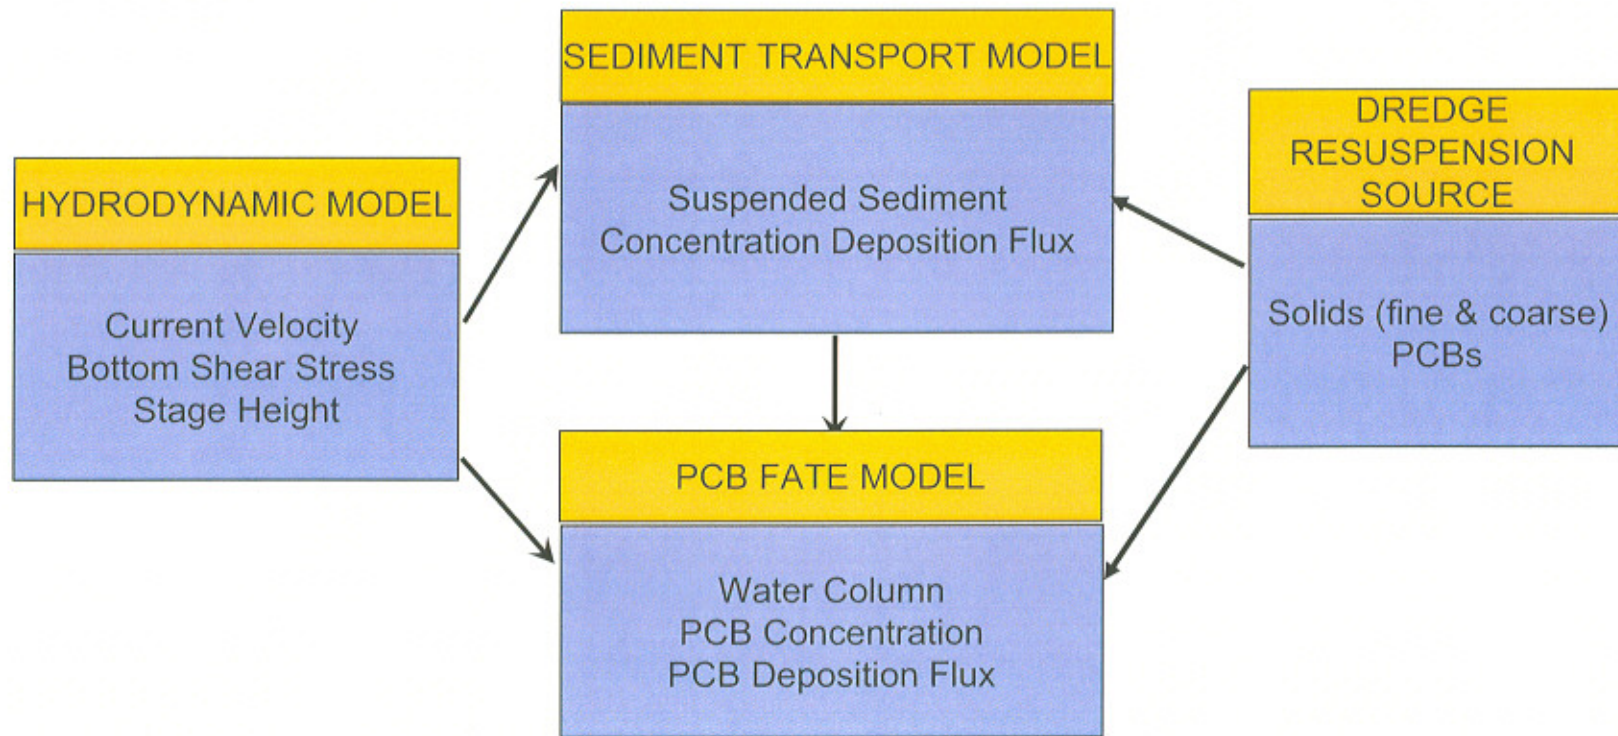 SEDIMENT TRANSPORT MODEL
Suspended Sediment
Concentration Deposition Flux
HYDRODYNAMIC MODEL
Current Velocity
Bottom Shear Stress
Stage Height
DREDGE
RESUSPENSION
SOURCE
Solids (fine & coarse)
PCBs
PCB FATE MODEL
Water Column
PCB Concentration
PCB Deposition Flux